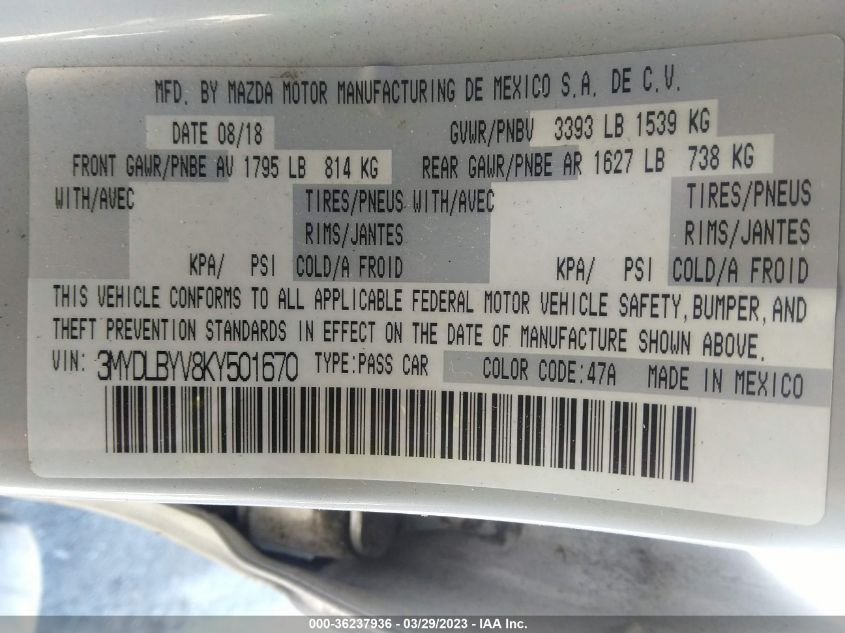 MFD. BY MAZDA MOTOR MANUFACTURING DE MEXICO S.A. DE C.V.
DATE 08/18 GVWR/PNBV 3393 LB 1539 KG
FRONT GAWR/PNBE AV 1795 LB 814 KG REAR GAWR/PNBE AR 1627 LB 738 KG
WITH/AVEC TIRES/PNEUS WITH/AVEC TIRES/PNEUS
RIMS/JANTES RIMS/JANTES
KPA/ PSI COLD/A FROID KPA/ PSI COLD/A FROID
THIS VEHICLE CONFORMS TO ALL APPLICABLE FEDERAL MOTOR VEHICLE SAFETY, BUMPER, AND
THEFT PREVENTION STANDARDS IN EFFECT ON THE DATE OF MANUFACTURE SHOWN ABOVE.
VIN: 3MYDLBYV8KY501670 TYPE:PASS CAR COLOR CODE:47A MADE IN MEXICO
000-36237936 - 03/29/2023 - IAA Inc.